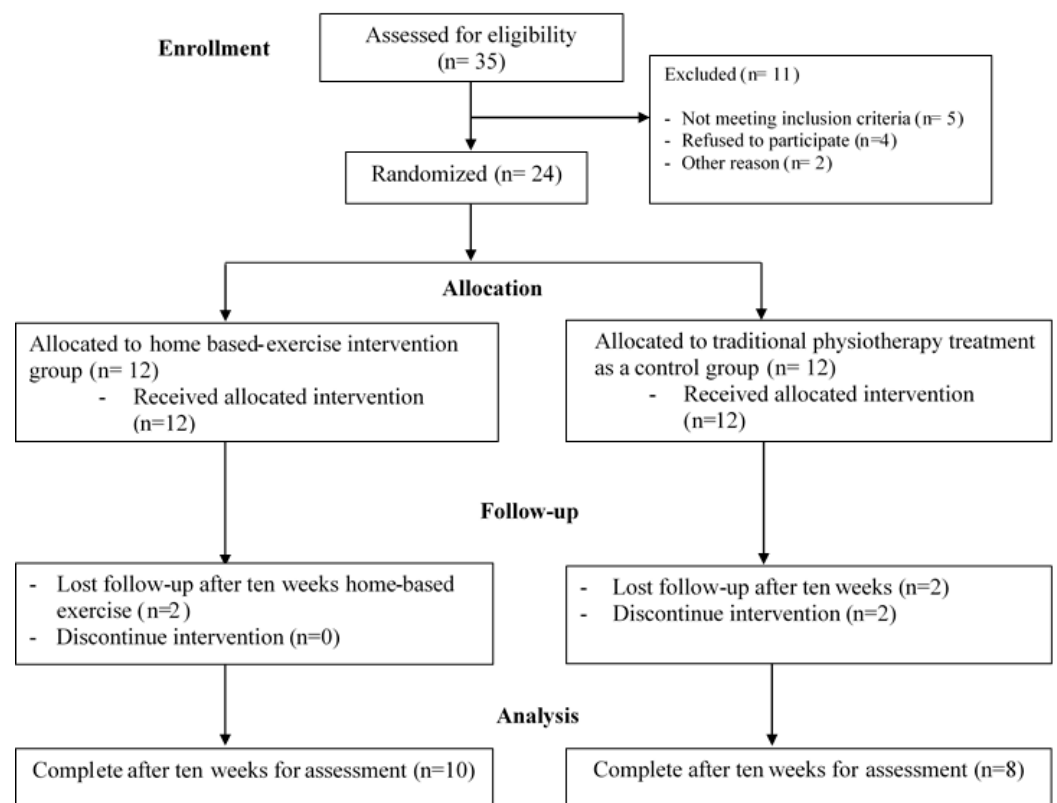 Enrollment
Assessed for eligibility
(n= 35)
Excluded (n= 11)
- Not meeting inclusion criteria (n= 5)
- Refused to participate (n=4)
- Other reason (n= 2)
Randomized (n= 24)
Allocation
Allocated to home based-exercise intervention
group (n= 12)
- Received allocated intervention
(n=12)
Allocated to traditional physiotherapy treatment
as a control group (n= 12)
- Received allocated intervention
(n=12)
Follow-up
- Lost follow-up after ten weeks home-based
exercise (n=2)
- Discontinue intervention (n=0)
- Lost follow-up after ten weeks (n=2)
- Discontinue intervention (n=2)
Analysis
Complete after ten weeks for assessment (n=10)
Complete after ten weeks for assessment (n=8)